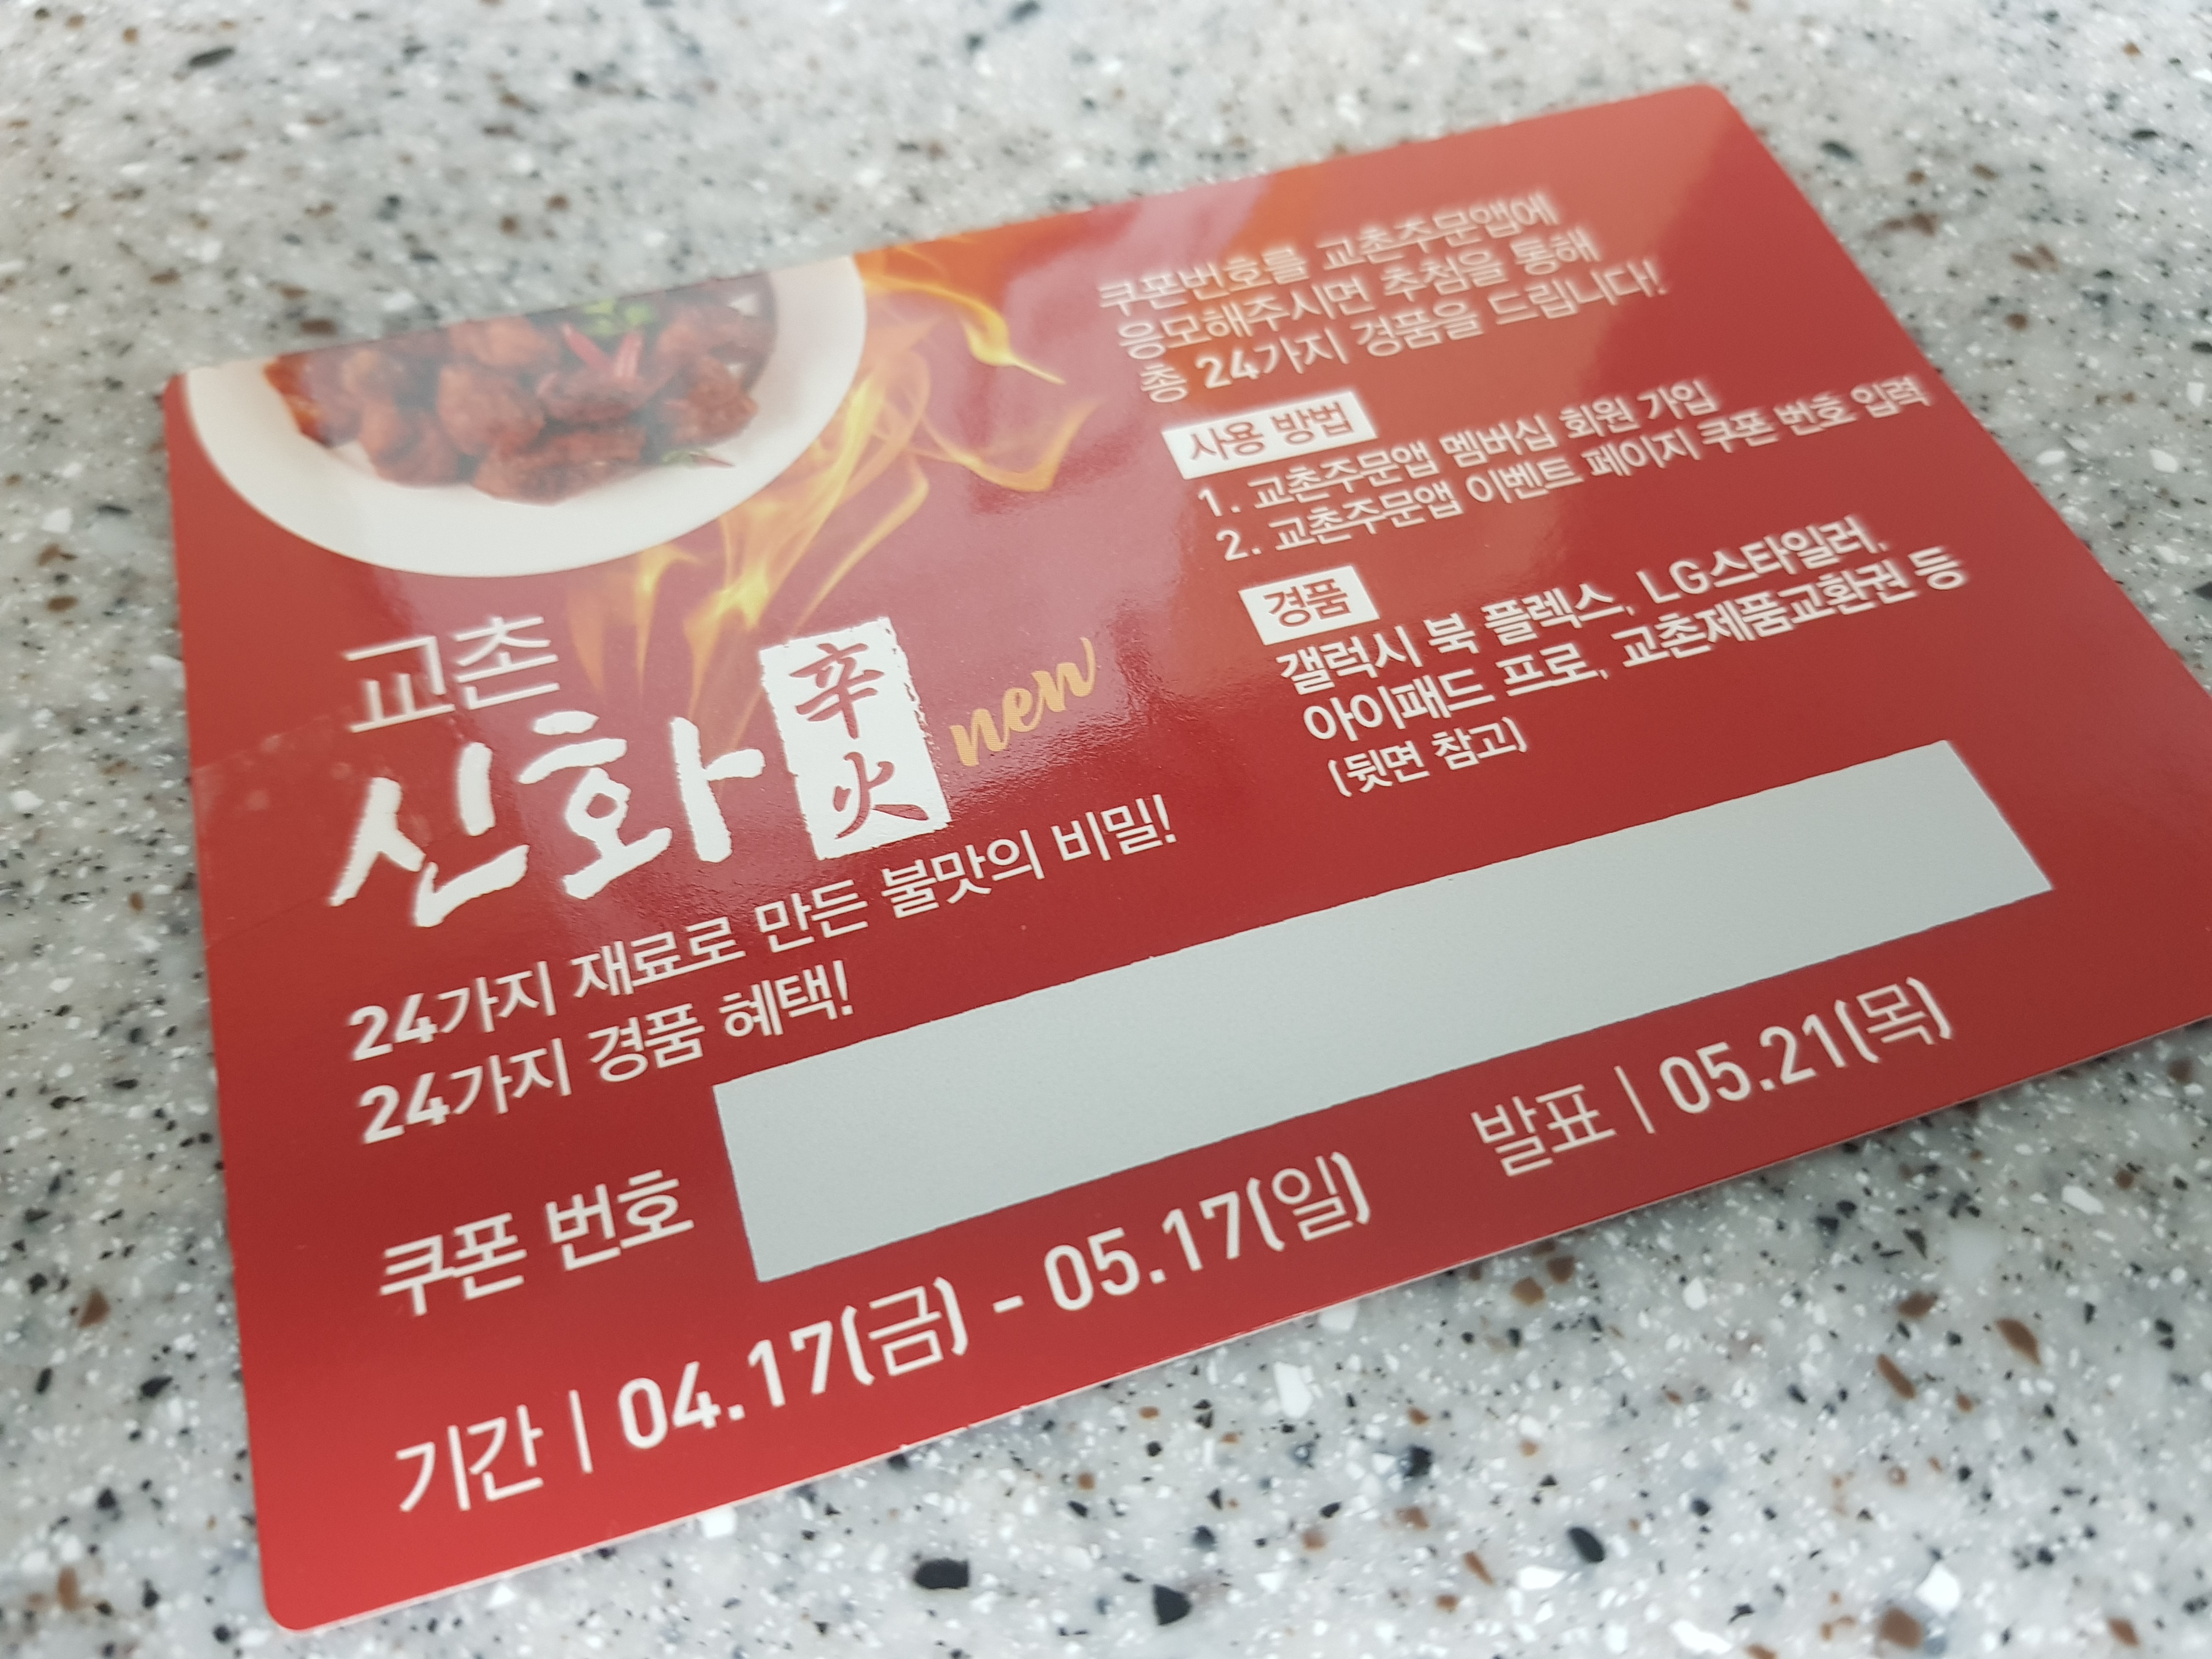 교촌
신화
辛火
new
24가지 재료로 만든 불맛의 비밀!
24가지 경품 혜택!
쿠폰번호를 교촌주문앱에
응모해주시면 추첨을 통해
총 24가지 경품을 드립니다!
사용 방법
1. 교촌주문앱 멤버십 회원 가입
2. 교촌주문앱 이벤트 페이지 쿠폰 번호 입력
경품
갤럭시 북 플렉스, LG스타일러,
아이패드 프로, 교촌제품교환권 등
(뒷면 참고)
쿠폰 번호
기간 | 04.17(금) - 05.17(일) 발표 | 05.21(목)